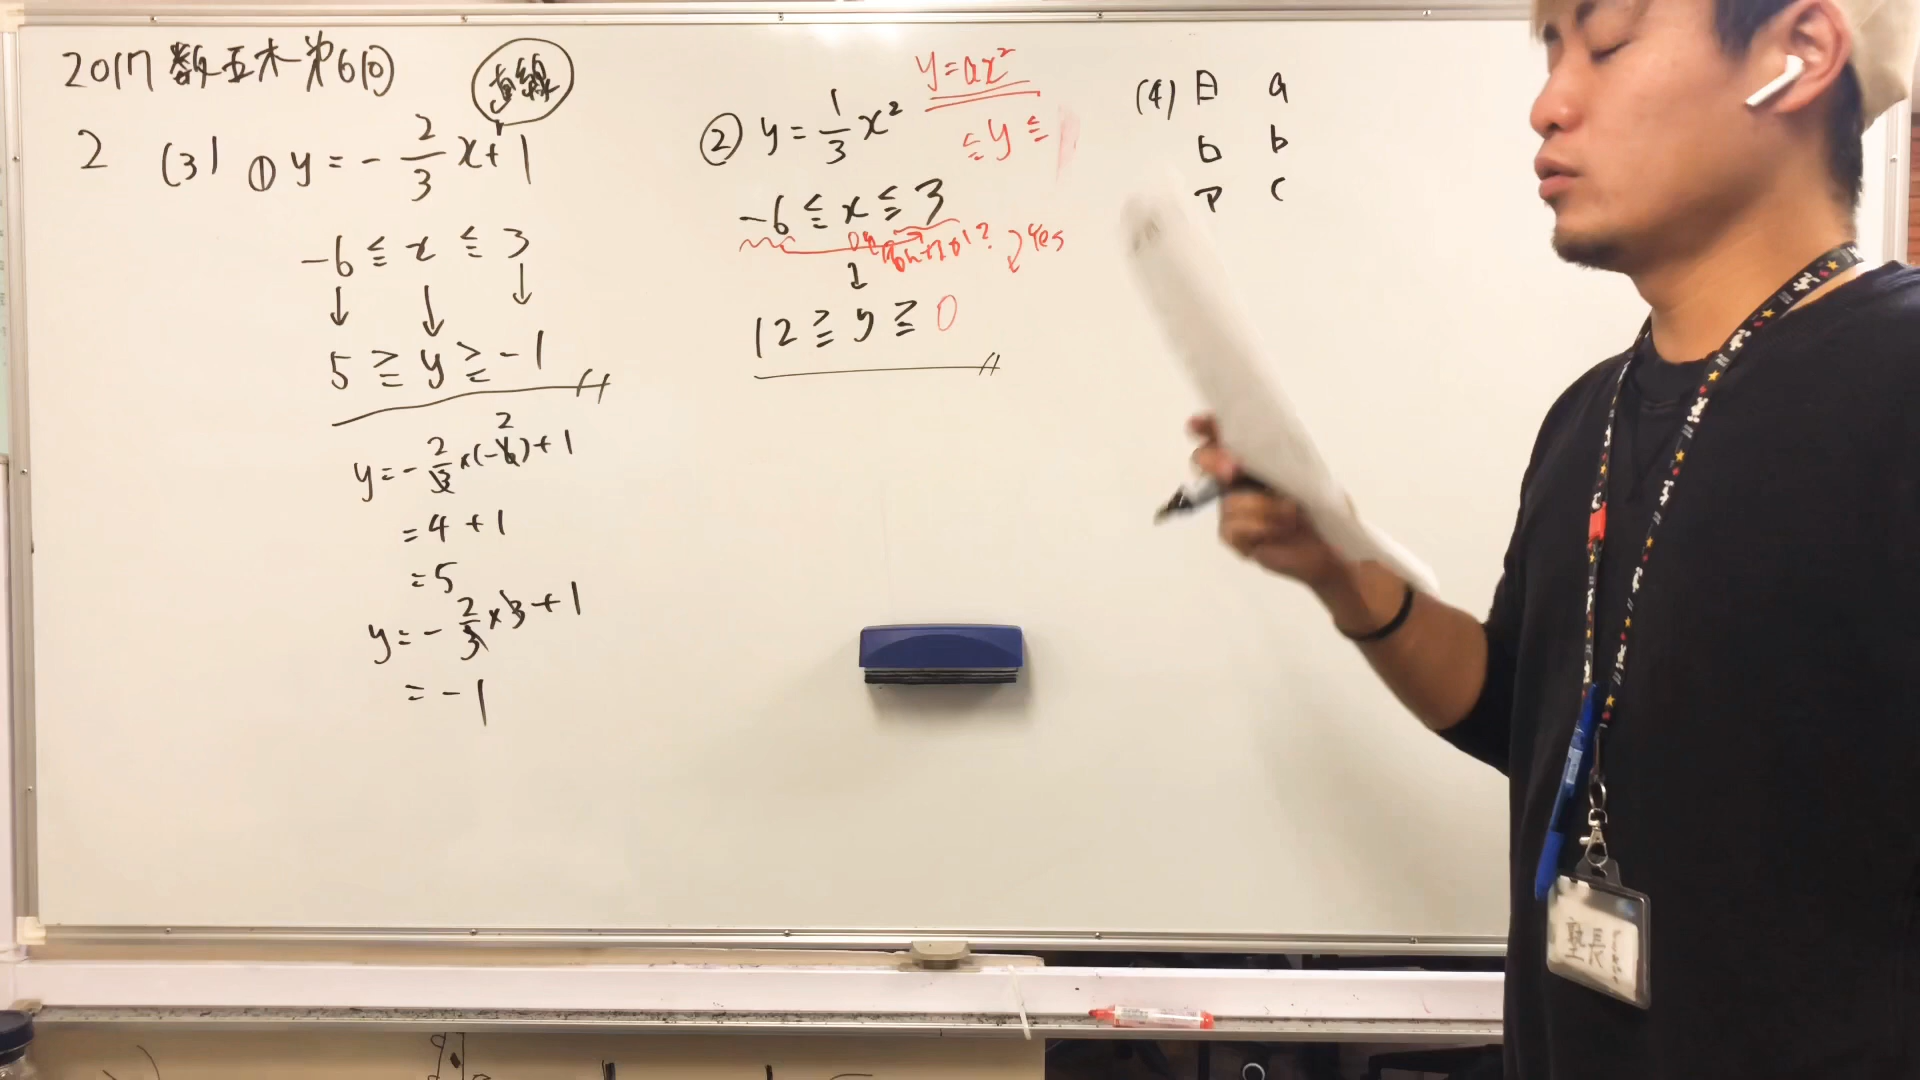 2017 数五木第6回
直線
2 (3) ① y = - 2/3 x + 1
-6 ≦ x ≦ 3
↓ ↓ ↓
5 ≧ y ≧ -1
y = - 2/3 × (-6) + 1
2
= 4 + 1
= 5
y = - 2/3 × 3 + 1
= -1
② y = 1/3 x²
y = ax²
≦ y ≦
-6 ≦ x ≦ 3
Yes
↓
12 ≧ y ≧ 0
(4) a
b b
c
塾長